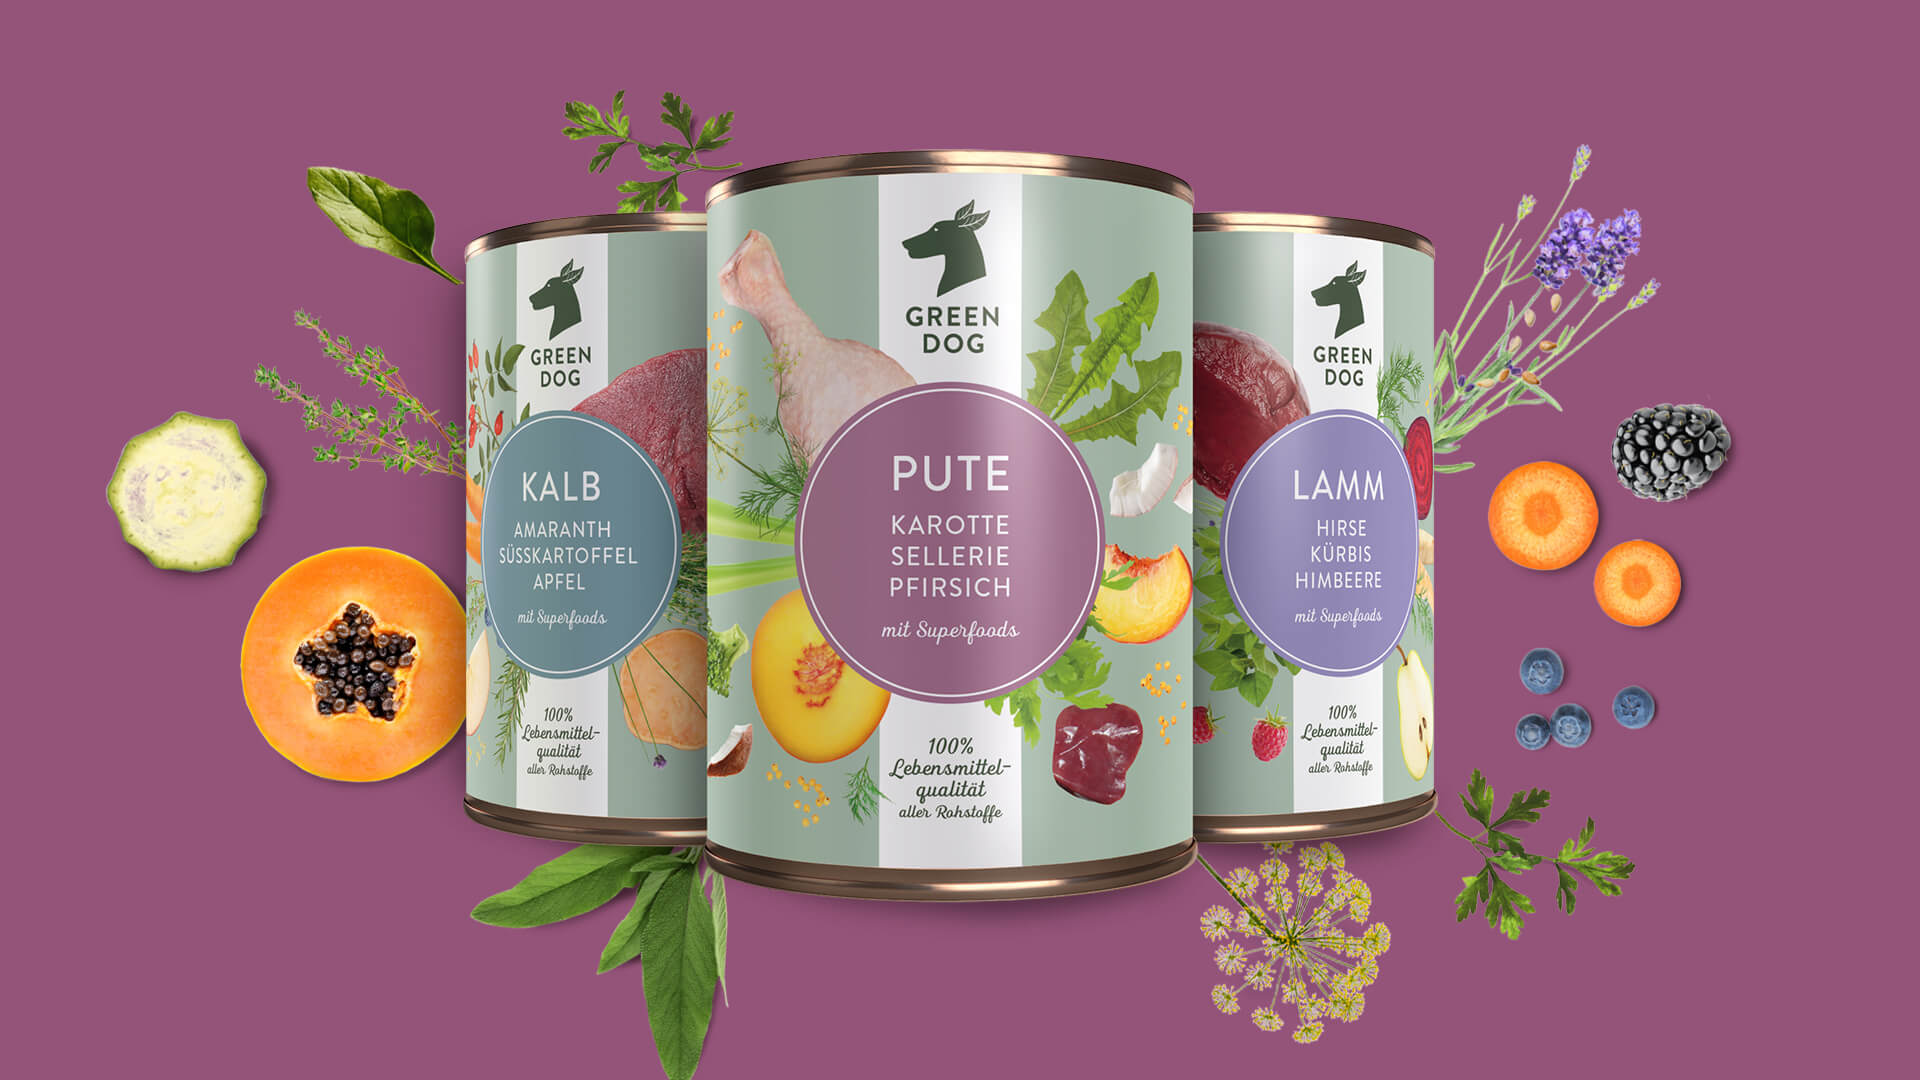 GREEN
DOG
KALB
AMARANTH
SÜSSKARTOFFEL
APFEL
mit Superfoods
100%
Lebensmittel-
qualität
aller Rohstoffe
GREEN
DOG
PUTE
KAROTTE
SELLERIE
PFIRSICH
mit Superfoods
100%
Lebensmittel-
qualität
aller Rohstoffe
GREEN
DOG
LAMM
HIRSE
KÜRBIS
HIMBEERE
mit Superfoods
100%
Lebensmittel-
qualität
aller Rohstoffe